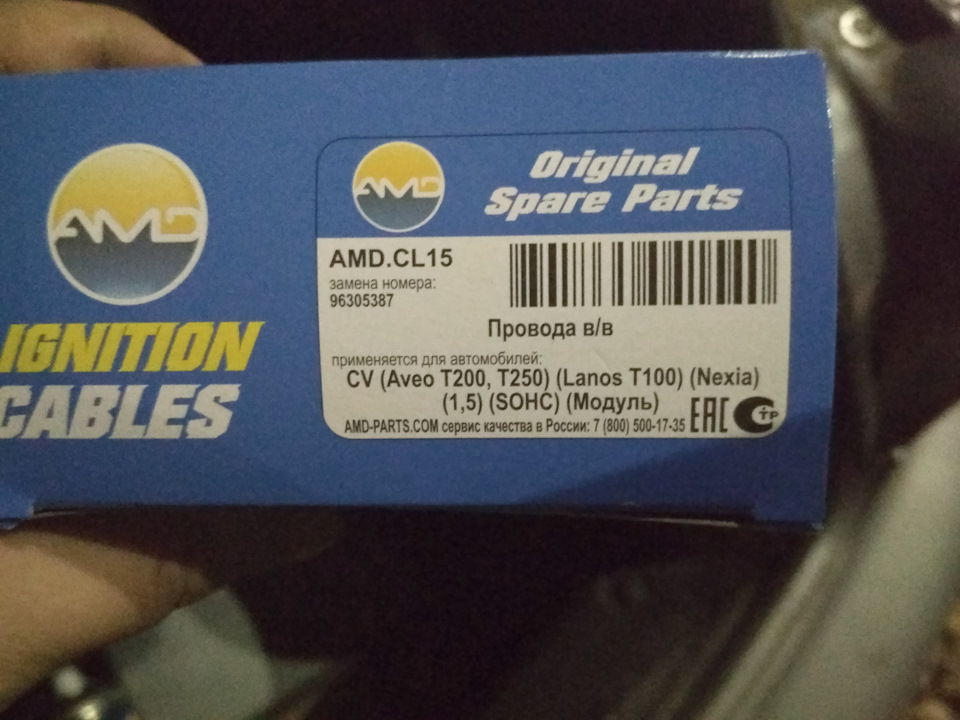 AMD
IGNITION
CABLES
AMD
Original
Spare Parts
AMD.CL15
замена номера:
96305387
Провода в/в
применяется для автомобилей:
CV (Aveo T200, T250) (Lanos T100) (Nexia)
(1,5) (SOHC) (Модуль)
AMD-PARTS.COM сервис качества в России: 7 (800) 500-17-35 EAC ТР